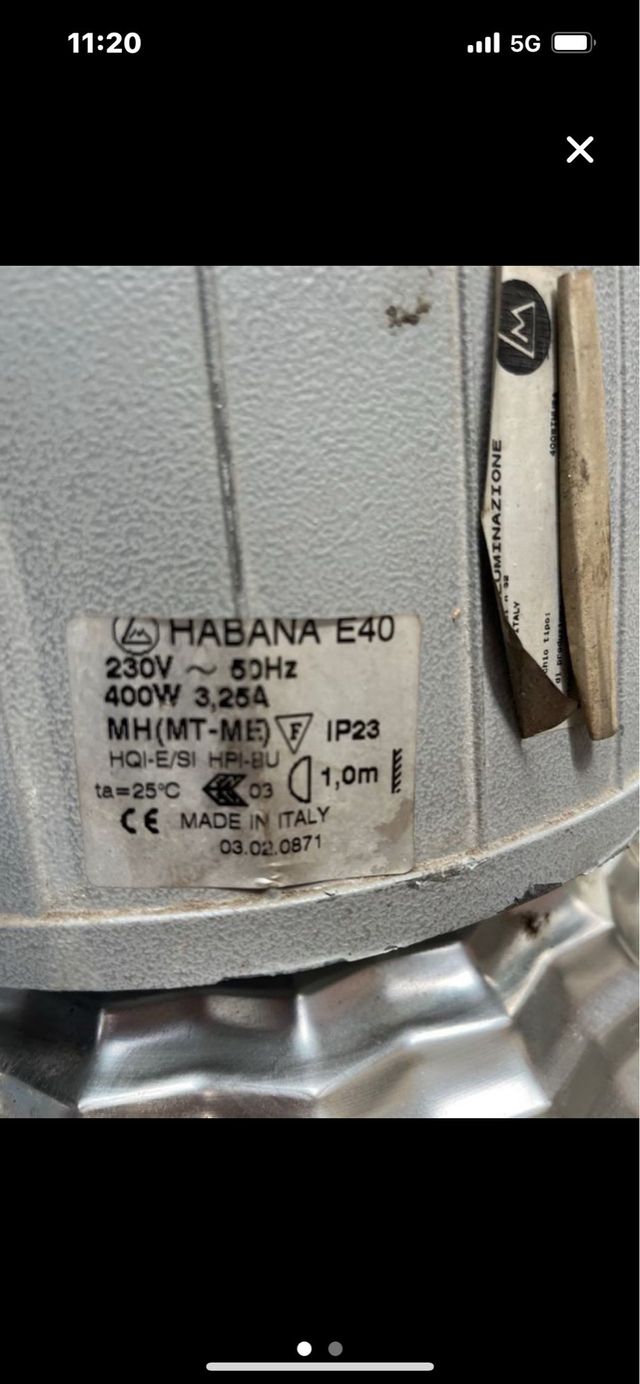 11:20
5G
HABANA E40
230V ~ 50Hz
400W 3,25A
MH(MT-ME) F IP23
HQI-E/SI HPI-BU
ta=25°C 03 1,0m
CE MADE IN ITALY
03.02.0871
LUMINAZIONE
ITALY